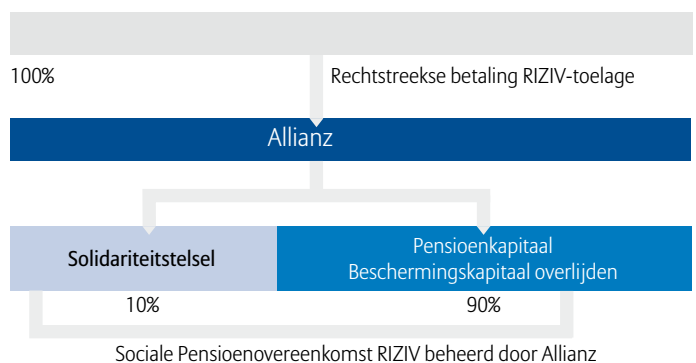 100%
Rechtstreekse betaling RIZIV-toelage
Allianz
Solidariteitstelsel
Pensioenkapitaal
Beschermingskapitaal overlijden
10%
90%
Sociale Pensioenovereenkomst RIZIV beheerd door Allianz